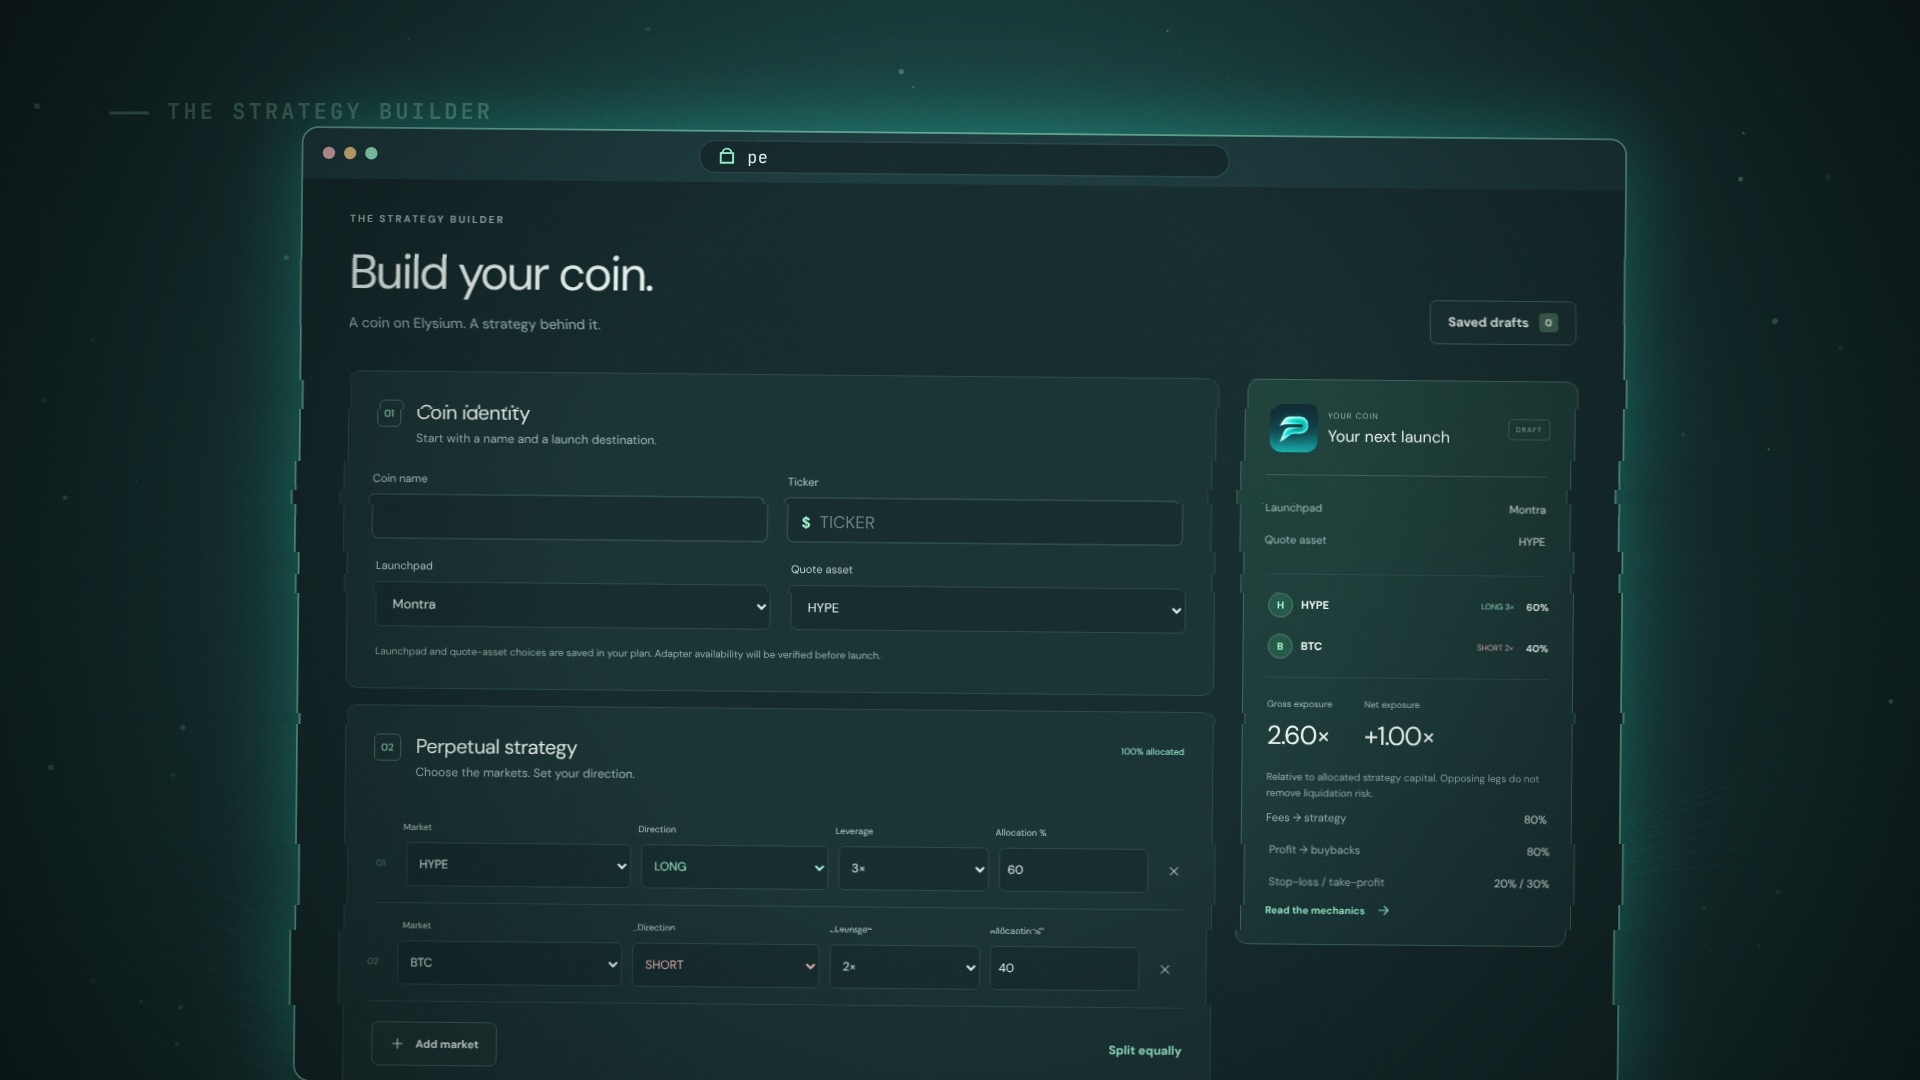 THE STRATEGY BUILDER
pe
THE STRATEGY BUILDER
Build your coin.
A coin on Elysium. A strategy behind it.
Saved drafts 0
01 Coin identity
Start with a name and a launch destination.
Coin name
Ticker
$ TICKER
Launchpad
Quote asset
Montra
HYPE
Launchpad and quote-asset choices are saved in your plan. Adapter availability will be verified before launch.
02 Perpetual strategy
100% allocated
Choose the markets. Set your direction.
Market Direction Leverage Allocation %
01 HYPE LONG 3× 60 ×
Market Direction Leverage Allocation %
02 BTC SHORT 2× 40 ×
+ Add market
Split equally
YOUR COIN
Your next launch
DRAFT
Launchpad Montra
Quote asset HYPE
H HYPE LONG 3× 60%
B BTC SHORT 2× 40%
Gross exposure Net exposure
2.60× +1.00×
Relative to allocated strategy capital. Opposing legs do not
remove liquidation risk.
Fees → strategy 80%
Profit → buybacks 80%
Stop-loss / take-profit 20% / 30%
Read the mechanics →